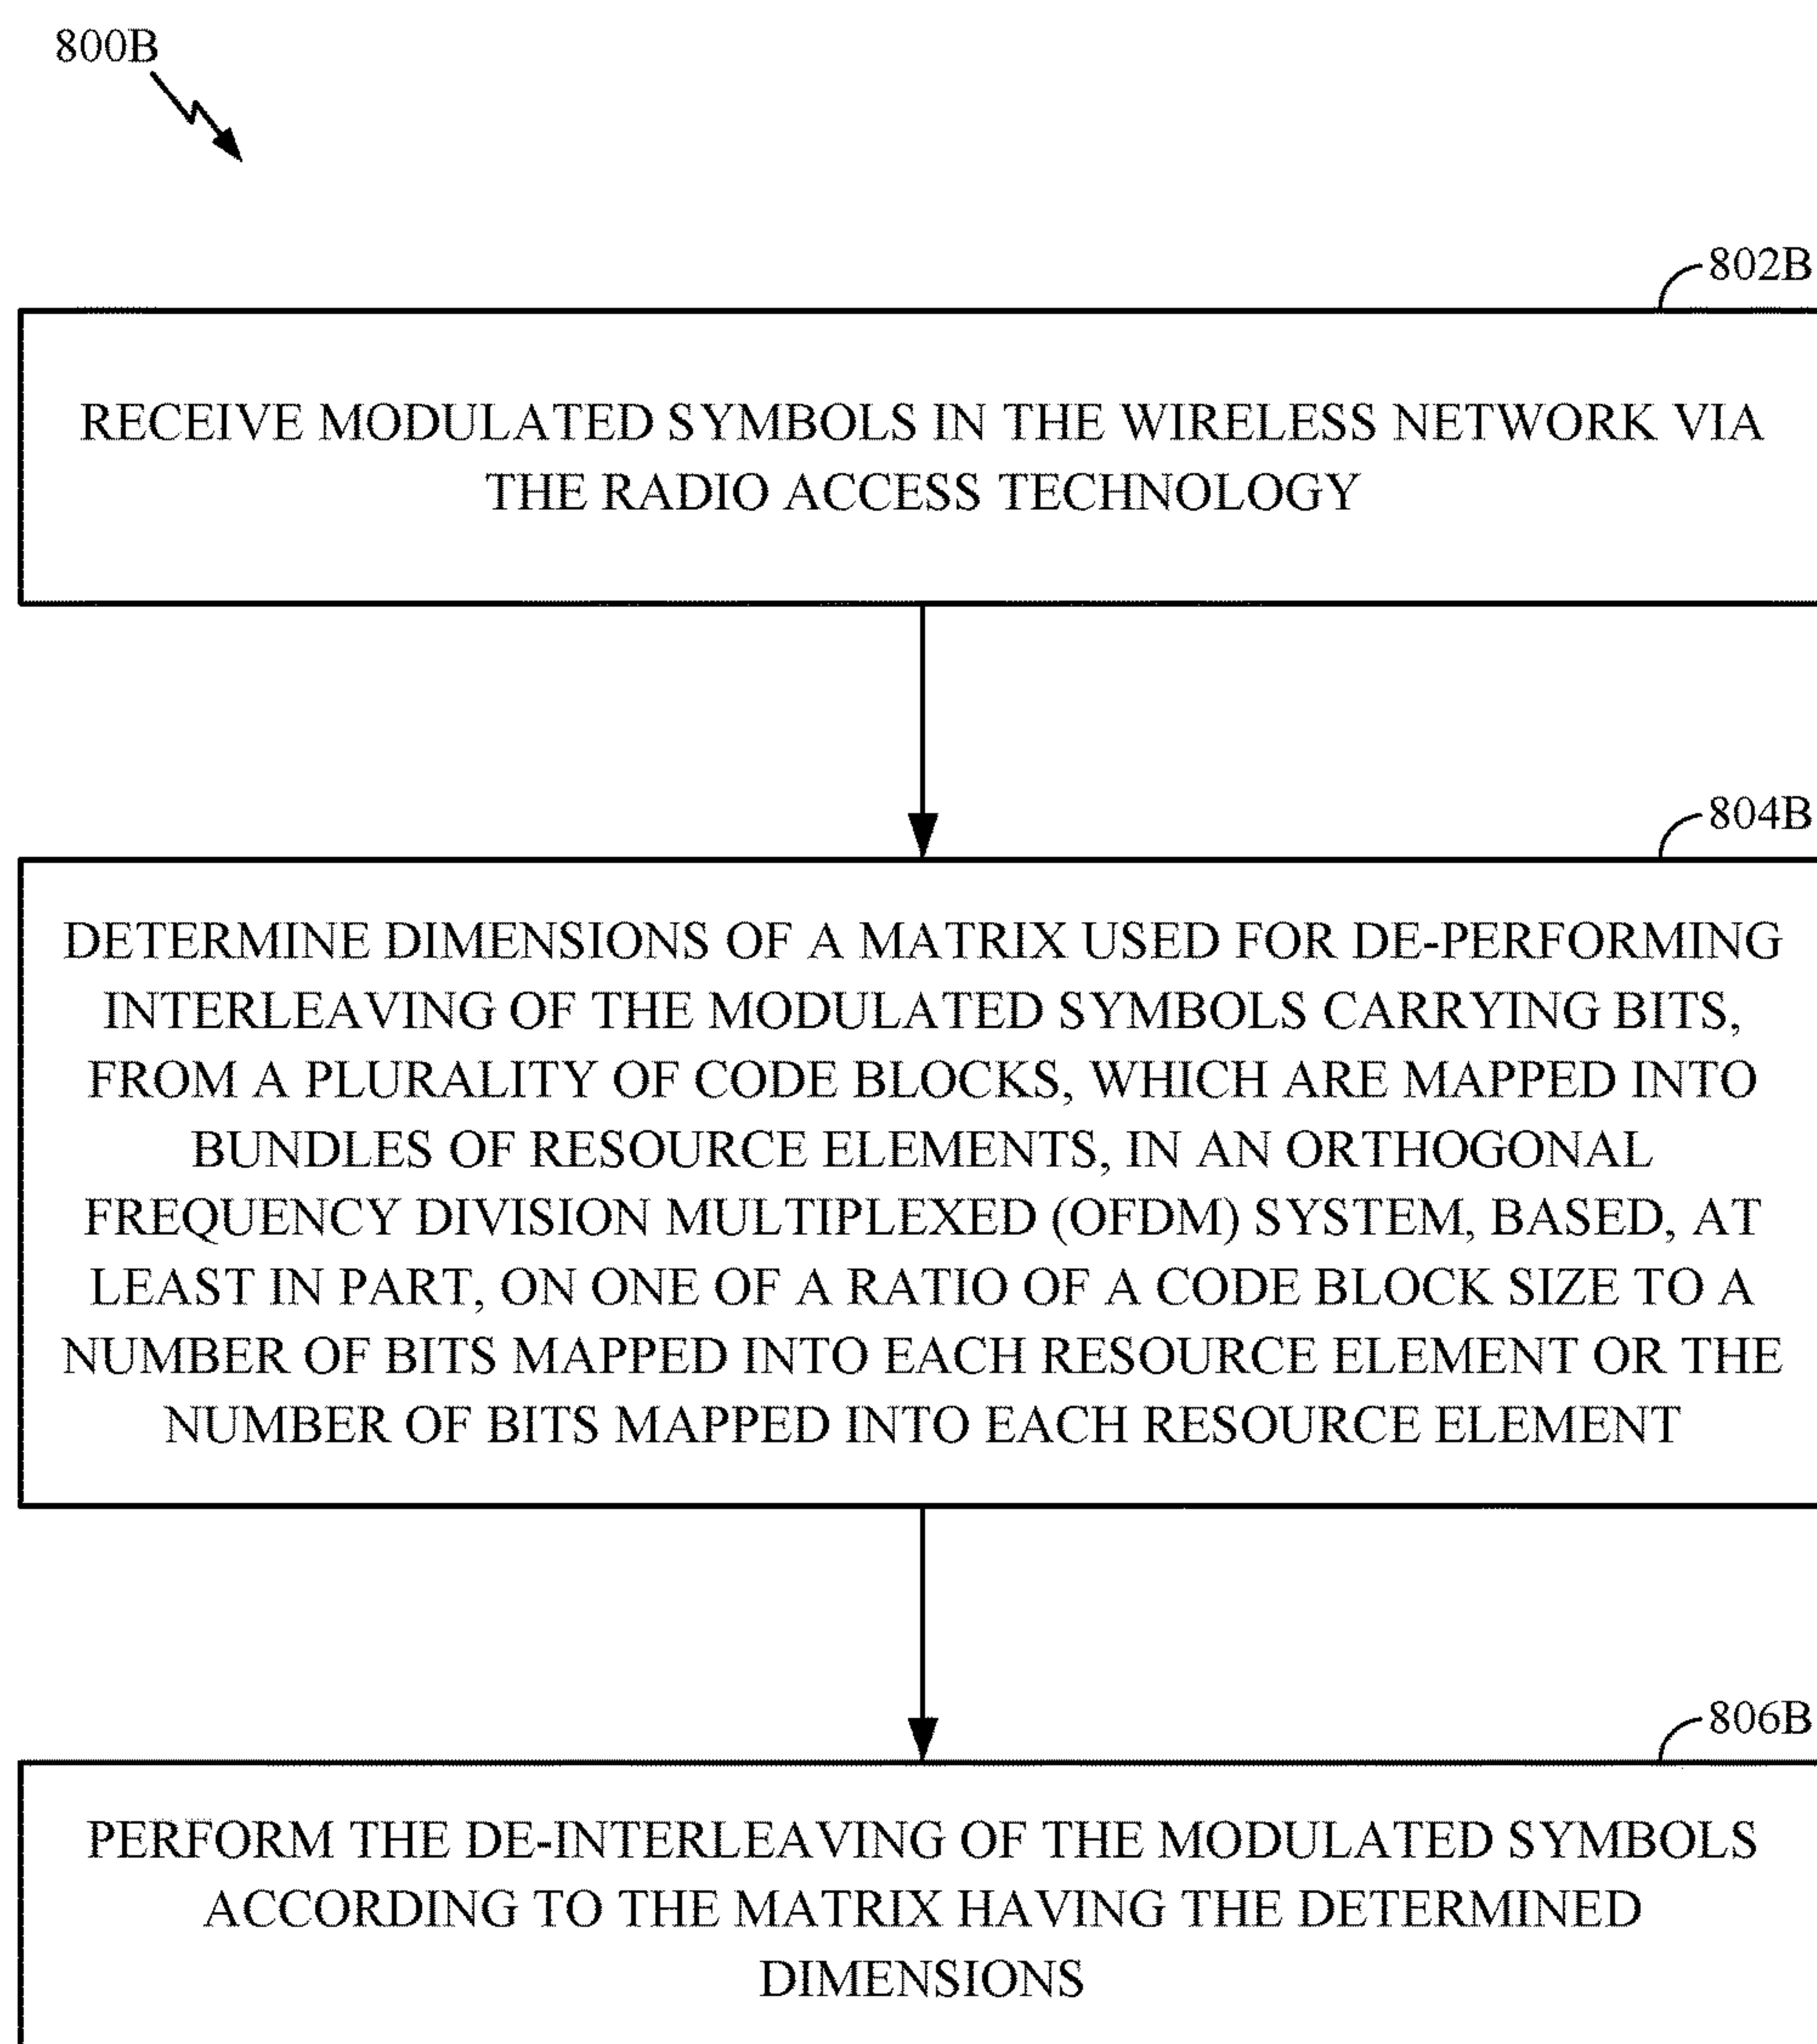 800B
802B
RECEIVE MODULATED SYMBOLS IN THE WIRELESS NETWORK VIA
THE RADIO ACCESS TECHNOLOGY
804B
DETERMINE DIMENSIONS OF A MATRIX USED FOR DE-PERFORMING
INTERLEAVING OF THE MODULATED SYMBOLS CARRYING BITS,
FROM A PLURALITY OF CODE BLOCKS, WHICH ARE MAPPED INTO
BUNDLES OF RESOURCE ELEMENTS, IN AN ORTHOGONAL
FREQUENCY DIVISION MULTIPLEXED (OFDM) SYSTEM, BASED, AT
LEAST IN PART, ON ONE OF A RATIO OF A CODE BLOCK SIZE TO A
NUMBER OF BITS MAPPED INTO EACH RESOURCE ELEMENT OR THE
NUMBER OF BITS MAPPED INTO EACH RESOURCE ELEMENT
806B
PERFORM THE DE-INTERLEAVING OF THE MODULATED SYMBOLS
ACCORDING TO THE MATRIX HAVING THE DETERMINED
DIMENSIONS